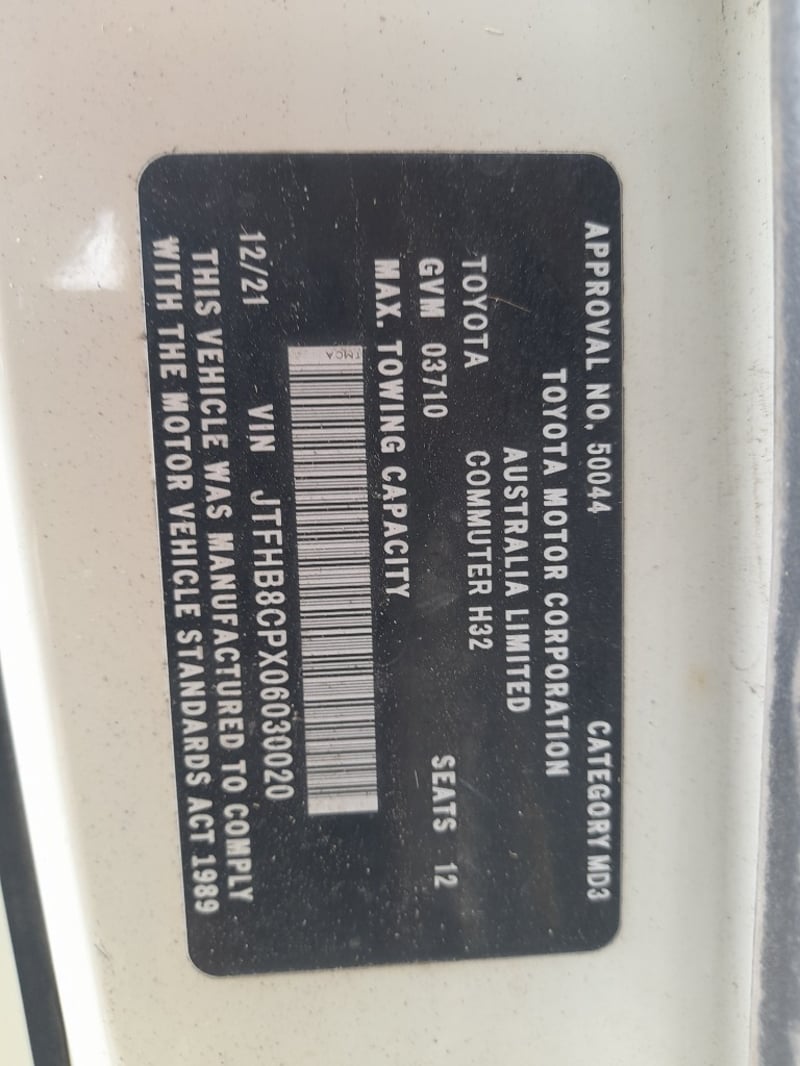 APPROVAL NO. 50044 CATEGORY MD3
TOYOTA MOTOR CORPORATION
AUSTRALIA LIMITED
TOYOTA COMMUTER H32
GVM 03710 SEATS 12
MAX. TOWING CAPACITY
TMCA
12/21 VIN JTFHB8CPX06030020
THIS VEHICLE WAS MANUFACTURED TO COMPLY
WITH THE MOTOR VEHICLE STANDARDS ACT 1989